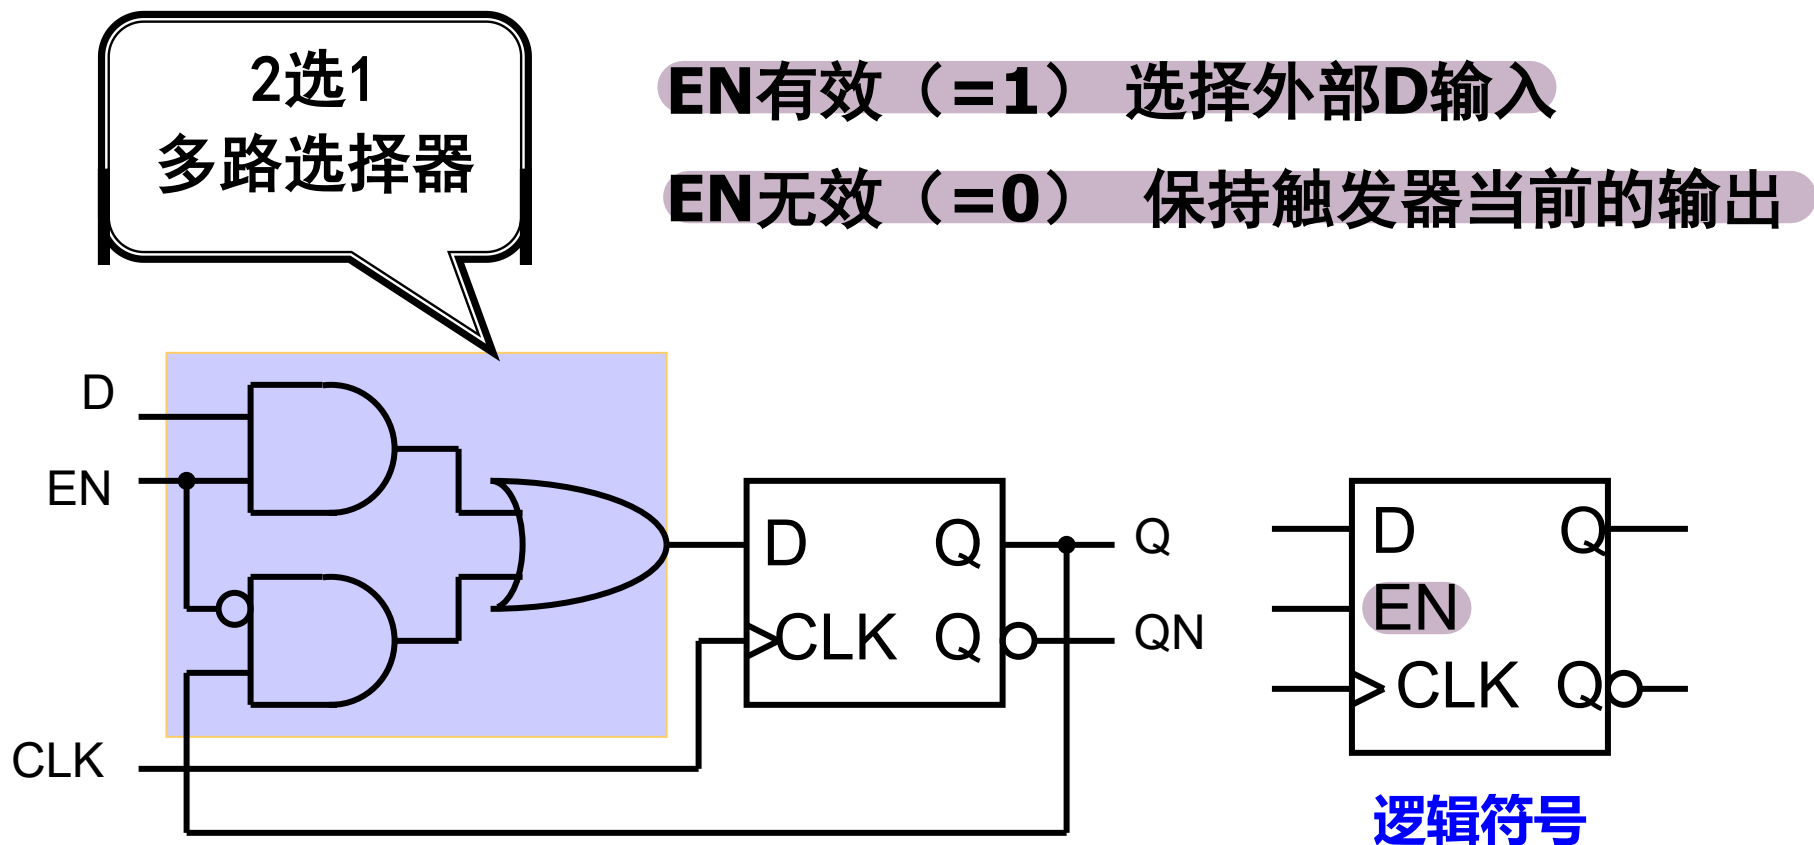 2选1
多路选择器
EN有效（=1） 选择外部D输入
EN无效（=0） 保持触发器当前的输出
D
EN
CLK
D Q
CLK Q
Q
QN
D Q
EN
CLK Q
逻辑符号